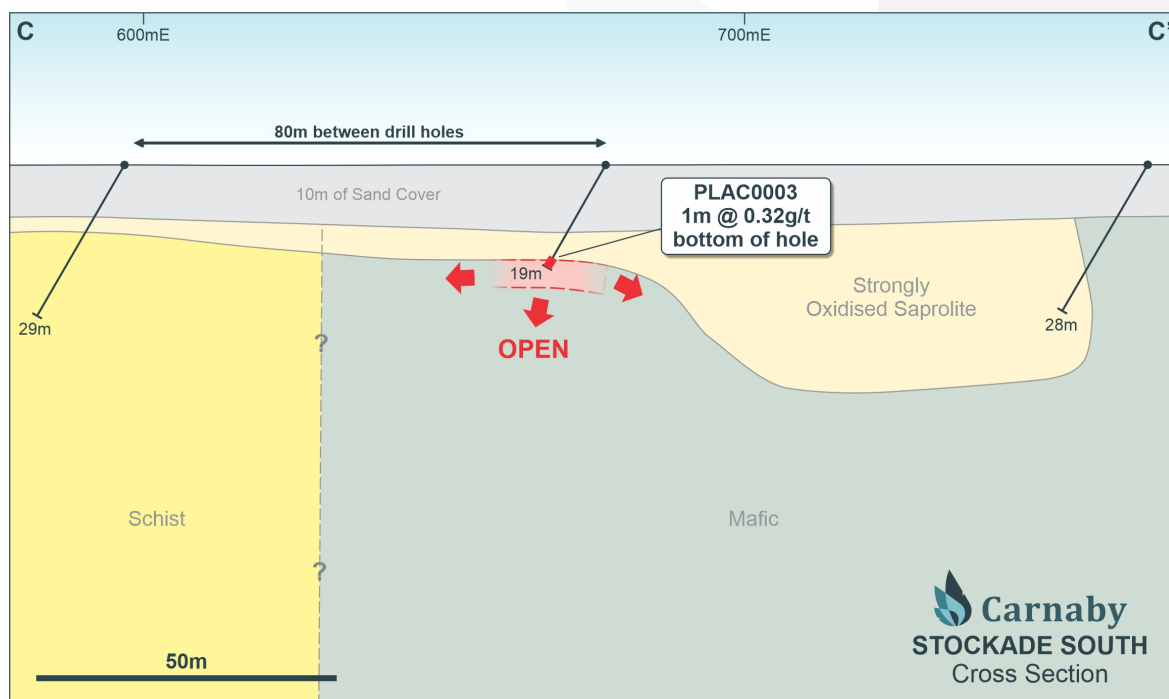 C
600mE
700mE
C'
80m between drill holes
10m of Sand Cover
PLAC0003
1m @ 0.32g/t
bottom of hole
19m
Strongly
Oxidised Saprolite
29m
28m
?
OPEN
Schist
Mafic
?
Carnaby
STOCKADE SOUTH
Cross Section
50m